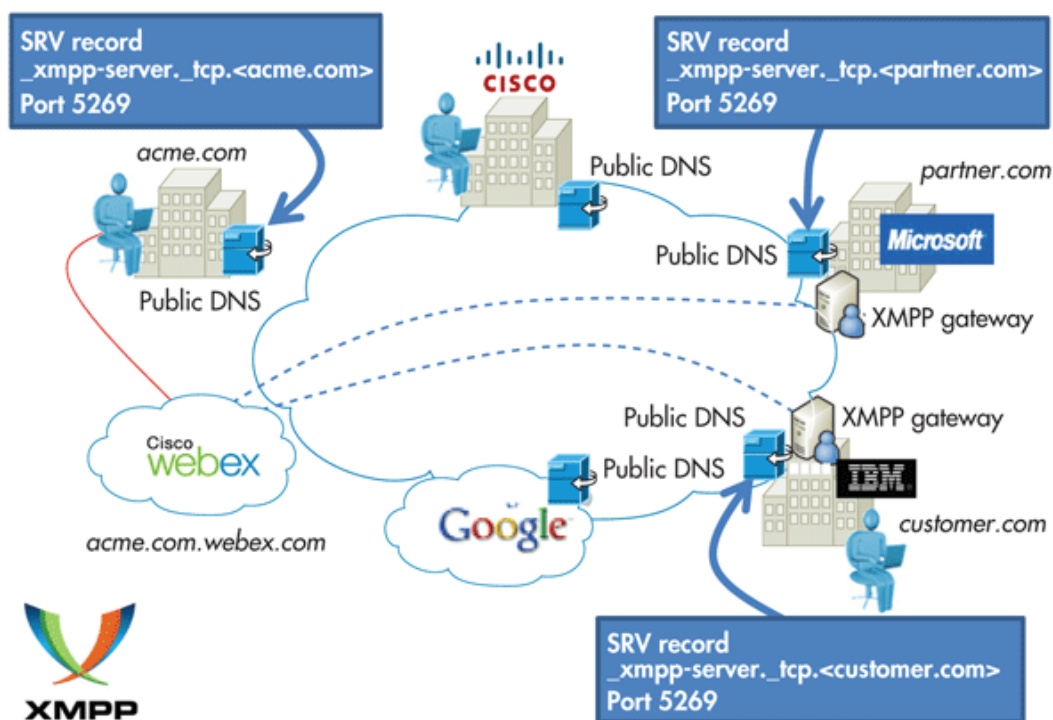 SRV record
_xmpp-server._tcp.<acme.com>
Port 5269
SRV record
_xmpp-server._tcp.<partner.com>
Port 5269
CISCO
acme.com
Public DNS
partner.com
Microsoft
Public DNS
Public DNS
XMPP gateway
Public DNS
XMPP gateway
Cisco
webex
Public DNS
IBM
Google
acme.com.webex.com
customer.com
SRV record
_xmpp-server._tcp.<customer.com>
Port 5269
XMPP